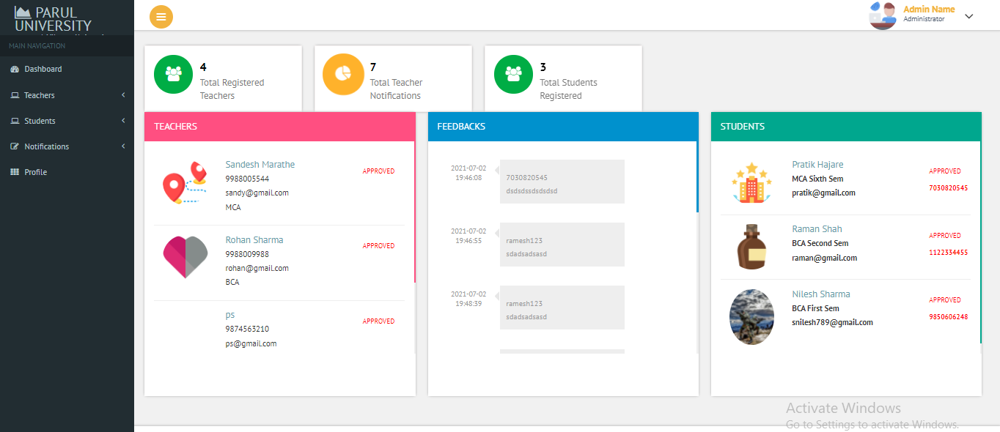 PARUL
UNIVERSITY
MAIN NAVIGATION
Dashboard
Teachers
Students
Notifications
Profile
Admin Name
Administrator
4
Total Registered
Teachers
7
Total Teacher
Notifications
3
Total Students
Registered
TEACHERS
Sandesh Marathe
9988005544
sandy@gmail.com
MCA
APPROVED
Rohan Sharma
9988009988
rohan@gmail.com
BCA
APPROVED
ps
9874563210
ps@gmail.com
APPROVED
FEEDBACKS
2021-07-02
19:46:08
7030820545
dsdsdssdsdsdsd
2021-07-02
19:46:55
ramesh123
sdadsadsasd
2021-07-02
19:48:39
ramesh123
sdadsadsasd
STUDENTS
Pratik Hajare
MCA Sixth Sem
pratik@gmail.com
APPROVED
7030820545
Raman Shah
BCA Second Sem
raman@gmail.com
APPROVED
1122334455
Nilesh Sharma
BCA First Sem
snilesh789@gmail.com
APPROVED
9850606248
Activate Windows
Go to Settings to activate Windows.